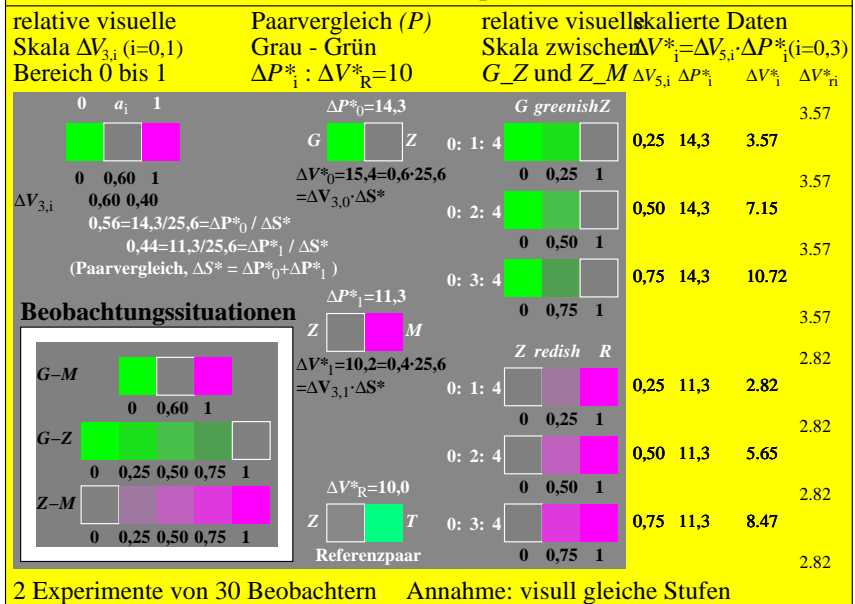 relative visuelle
Skala ΔV3,i (i=0,1)
Bereich 0 bis 1
Paarvergleich (P)
Grau - Grün
ΔP*i : ΔV*R=10
relative visuelle
Skala zwischen
G_Z und Z_M
skalierte Daten
ΔV*i=ΔV5,i·ΔP*i(i=0,3)
ΔV5,i ΔP*i ΔV*i ΔV*ri
0 ai 1
0 0,60 1
ΔV3,i 0,60 0,40
0,56=14,3/25,6=ΔP*0 / ΔS*
0,44=11,3/25,6=ΔP*1 / ΔS*
(Paarvergleich, ΔS* = ΔP*0+ΔP*1 )
Beobachtungssituationen
G–M
0 0,60 1
G–Z
0 0,25 0,50 0,75 1
Z–M
0 0,25 0,50 0,75 1
ΔP*0=14,3
G Z
ΔV*0=15,4=0,6·25,6
=ΔV3,0·ΔS*
ΔP*1=11,3
Z M
ΔV*1=10,2=0,4·25,6
=ΔV3,1·ΔS*
ΔV*R=10,0
Z T
Referenzpaar
G greenish Z
0: 1: 4
0 0,25 1
0: 2: 4
0 0,50 1
0: 3: 4
0 0,75 1
Z redish R
0: 1: 4
0 0,25 1
0: 2: 4
0 0,50 1
0: 3: 4
0 0,75 1
3.57
0,25 14,3 3.57
3.57
0,50 14,3 7.15
3.57
0,75 14,3 10.72
3.57
2.82
0,25 11,3 2.82
2.82
0,50 11,3 5.65
2.82
0,75 11,3 8.47
2.82
2 Experimente von 30 Beobachtern Annahme: visull gleiche Stufen